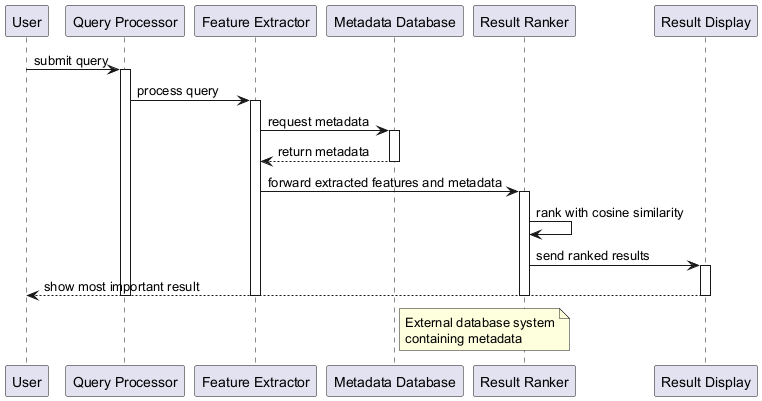 User Query Processor Feature Extractor Metadata Database Result Ranker Result Display
submit query
process query
request metadata
return metadata
forward extracted features and metadata
rank with cosine similarity
send ranked results
show most important result
External database system
containing metadata
User Query Processor Feature Extractor Metadata Database Result Ranker Result Display